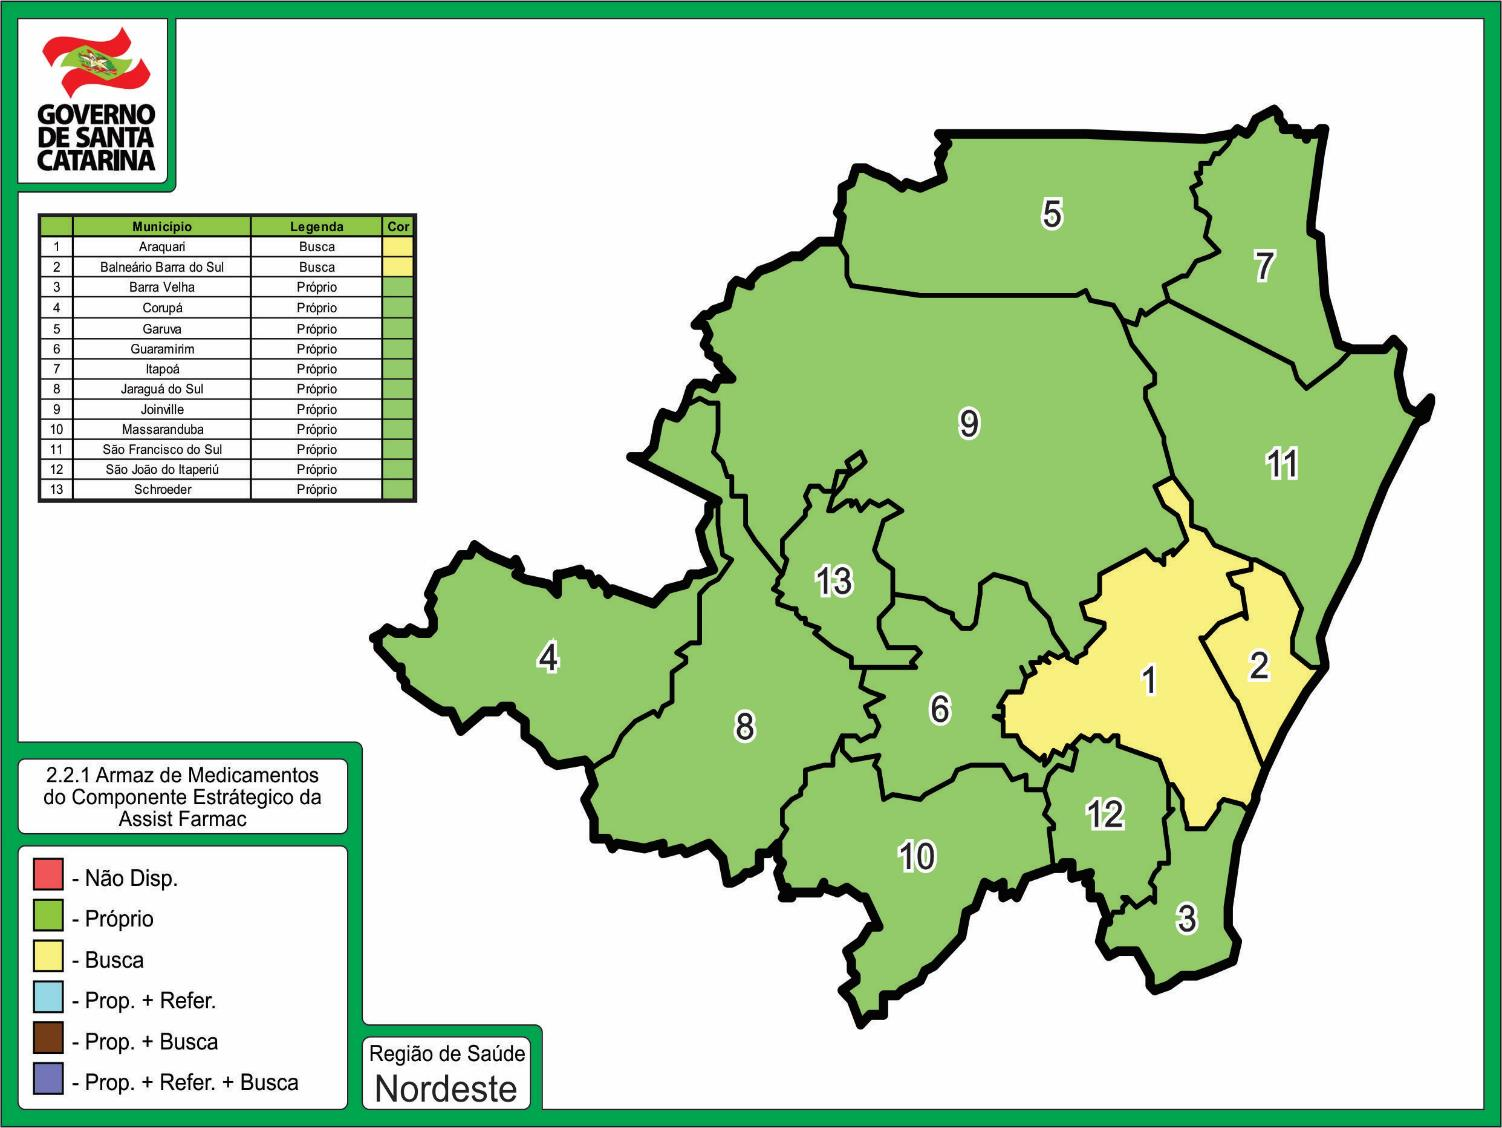 GOVERNO
DE SANTA
CATARINA
Município Legenda Cor
1 Araquari Busca
2 Balneário Barra do Sul Busca
3 Barra Velha Próprio
4 Corupá Próprio
5 Garuva Próprio
6 Guaramirim Próprio
7 Itapoá Próprio
8 Jaraguá do Sul Próprio
9 Joinville Próprio
10 Massaranduba Próprio
11 São Francisco do Sul Próprio
12 São João do Itaperiú Próprio
13 Schroeder Próprio
5
7
9
11
13
4
1
2
6
8
12
10
3
2.2.1 Armaz de Medicamentos
do Componente Estrátegico da
Assist Farmac
- Não Disp.
- Próprio
- Busca
- Prop. + Refer.
- Prop. + Busca
- Prop. + Refer. + Busca
Região de Saúde
Nordeste